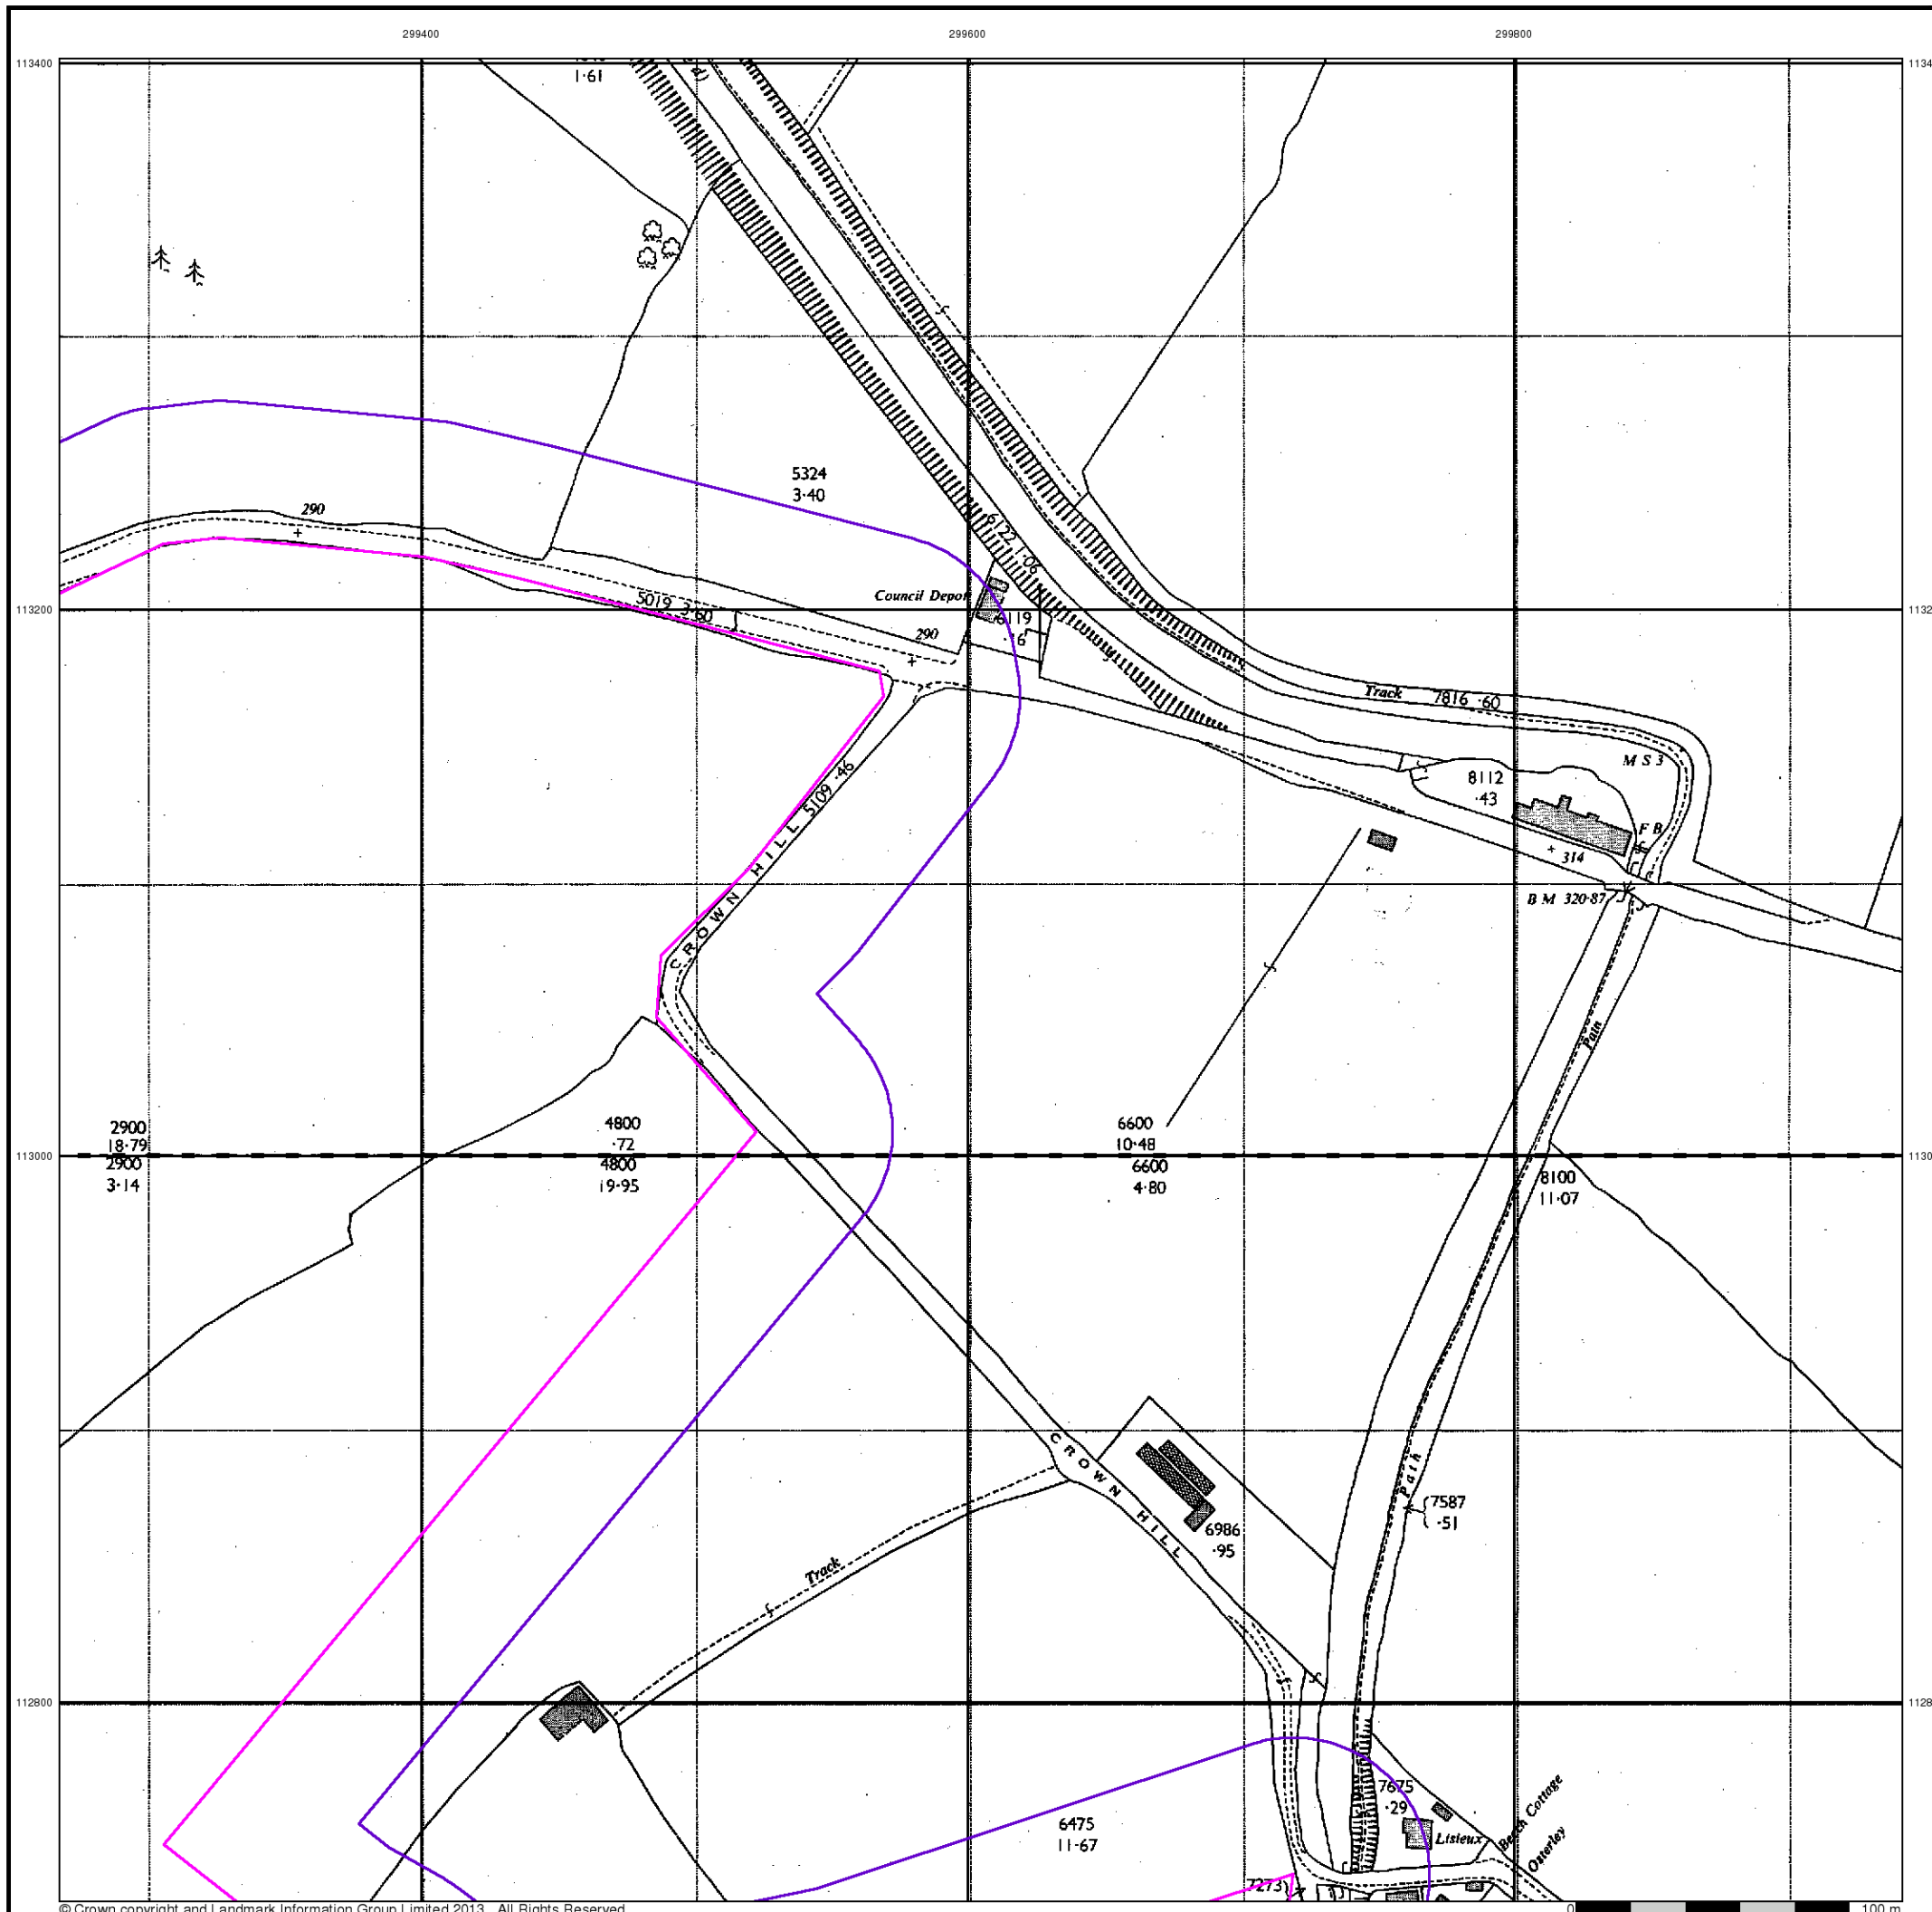 299400
299600
299800
113400
1·61
5324
3·40
290
6122 1·06
Council Depot
6119
·16
5019 3·60
290
113200
Track
7816 ·60
M S 3
8112
·43
F B
314
B M 320·87
CROWN HILL 5109 ·46
Path
2900
18·79
4800
·72
6600
10·48
113000
2900
3·14
4800
19·95
6600
4·80
8100
11·07
CROWN HILL
Path
7587
·51
6986
·95
Track
112800
7675
·29
Beech Cottage
Osterley
Lisieux
6475
11·67
7273
© Crown copyright and Landmark Information Group Limited 2013. All Rights Reserved.
0
100 m